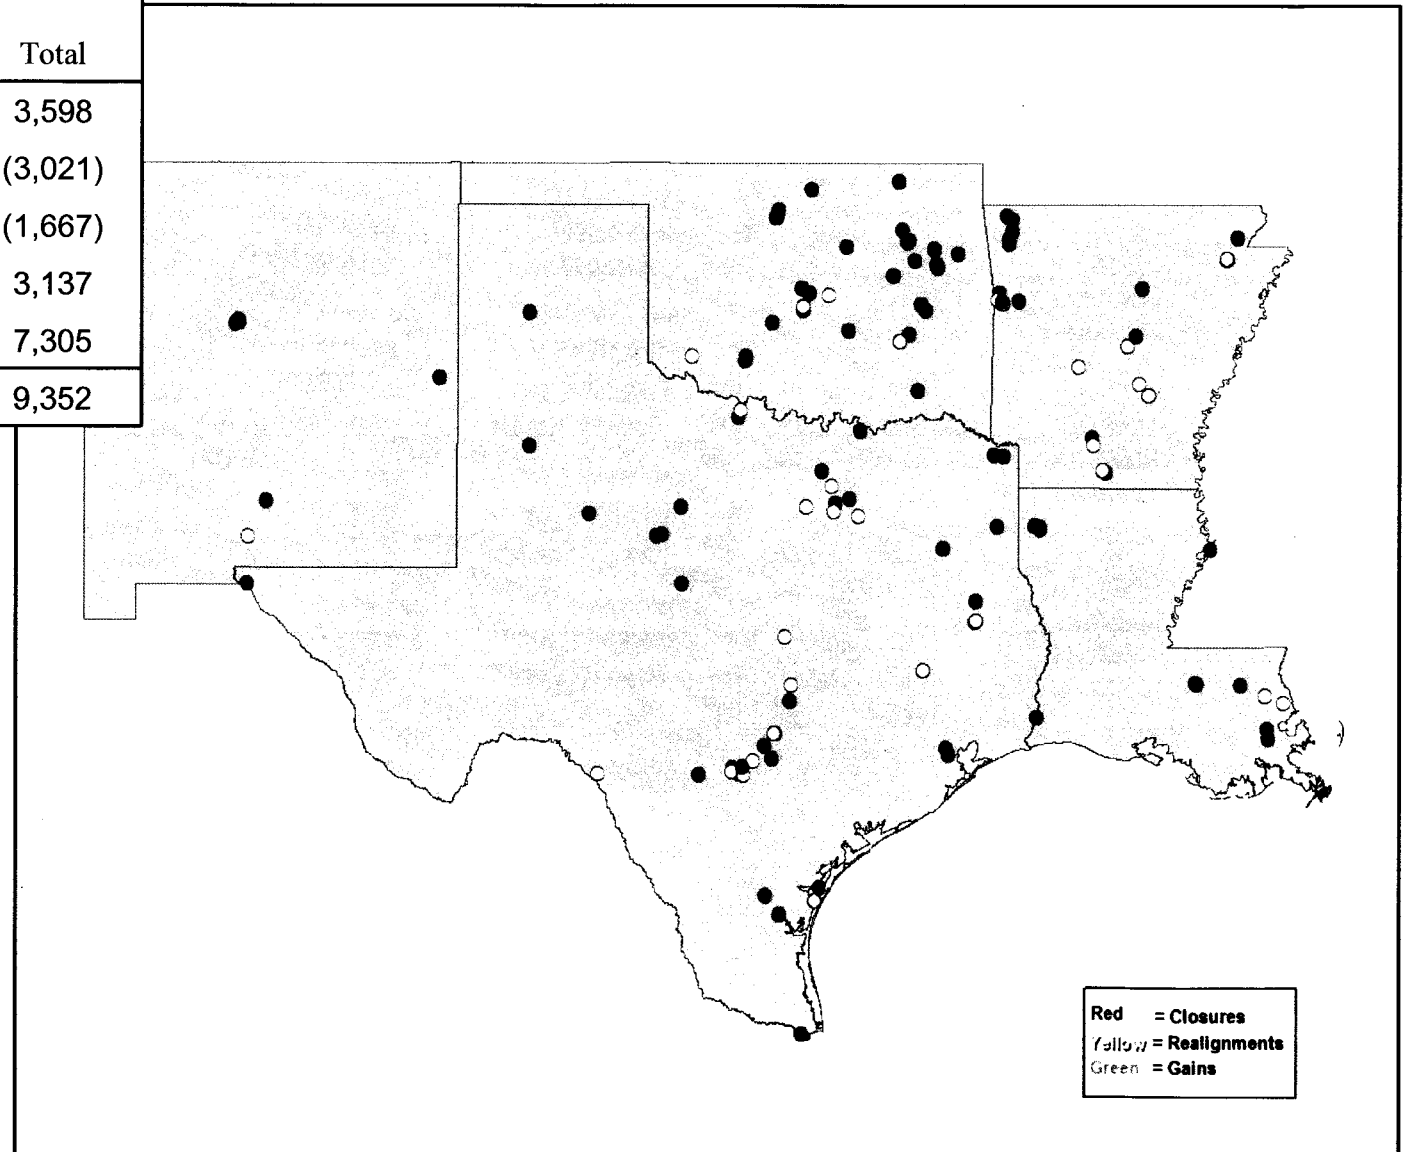 Total
3,598
(3,021)
(1,667)
3,137
7,305
9,352
Red = Closures
Yellow = Realignments
Green = Gains